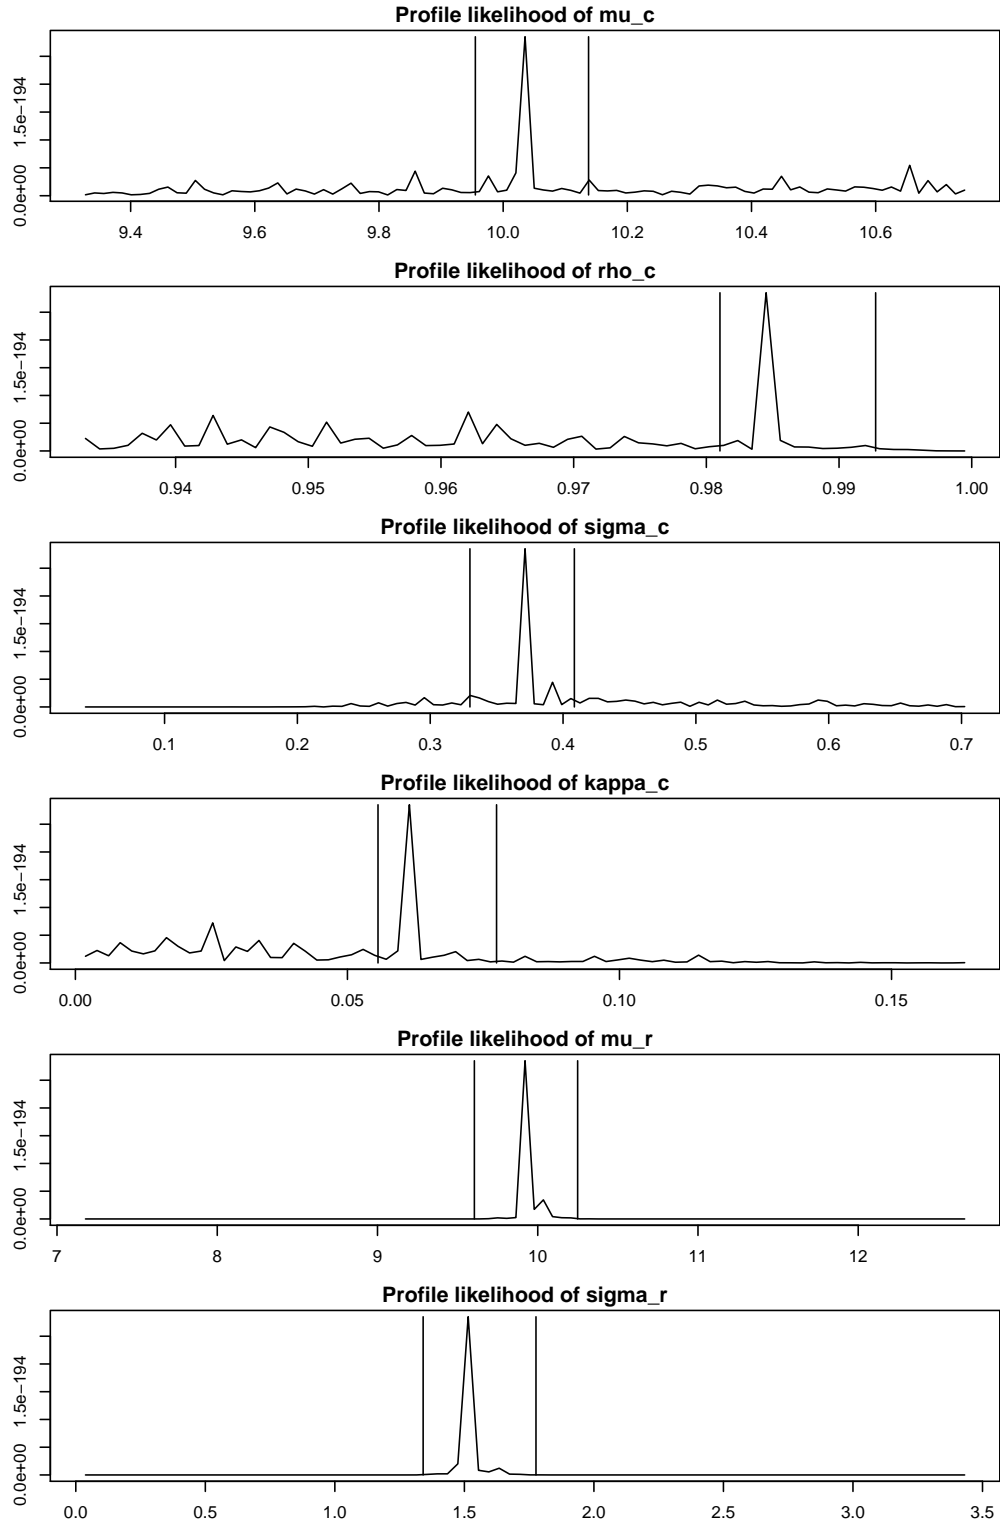 Profile likelihood of mu_c
0.0e+00 1.5e−194
9.4 9.6 9.8 10.0 10.2 10.4 10.6
Profile likelihood of rho_c
0.0e+00 1.5e−194
0.94 0.95 0.96 0.97 0.98 0.99 1.00
Profile likelihood of sigma_c
0.0e+00 1.5e−194
0.1 0.2 0.3 0.4 0.5 0.6 0.7
Profile likelihood of kappa_c
0.0e+00 1.5e−194
0.00 0.05 0.10 0.15
Profile likelihood of mu_r
0.0e+00 1.5e−194
7 8 9 10 11 12
Profile likelihood of sigma_r
0.0e+00 1.5e−194
0.0 0.5 1.0 1.5 2.0 2.5 3.0 3.5